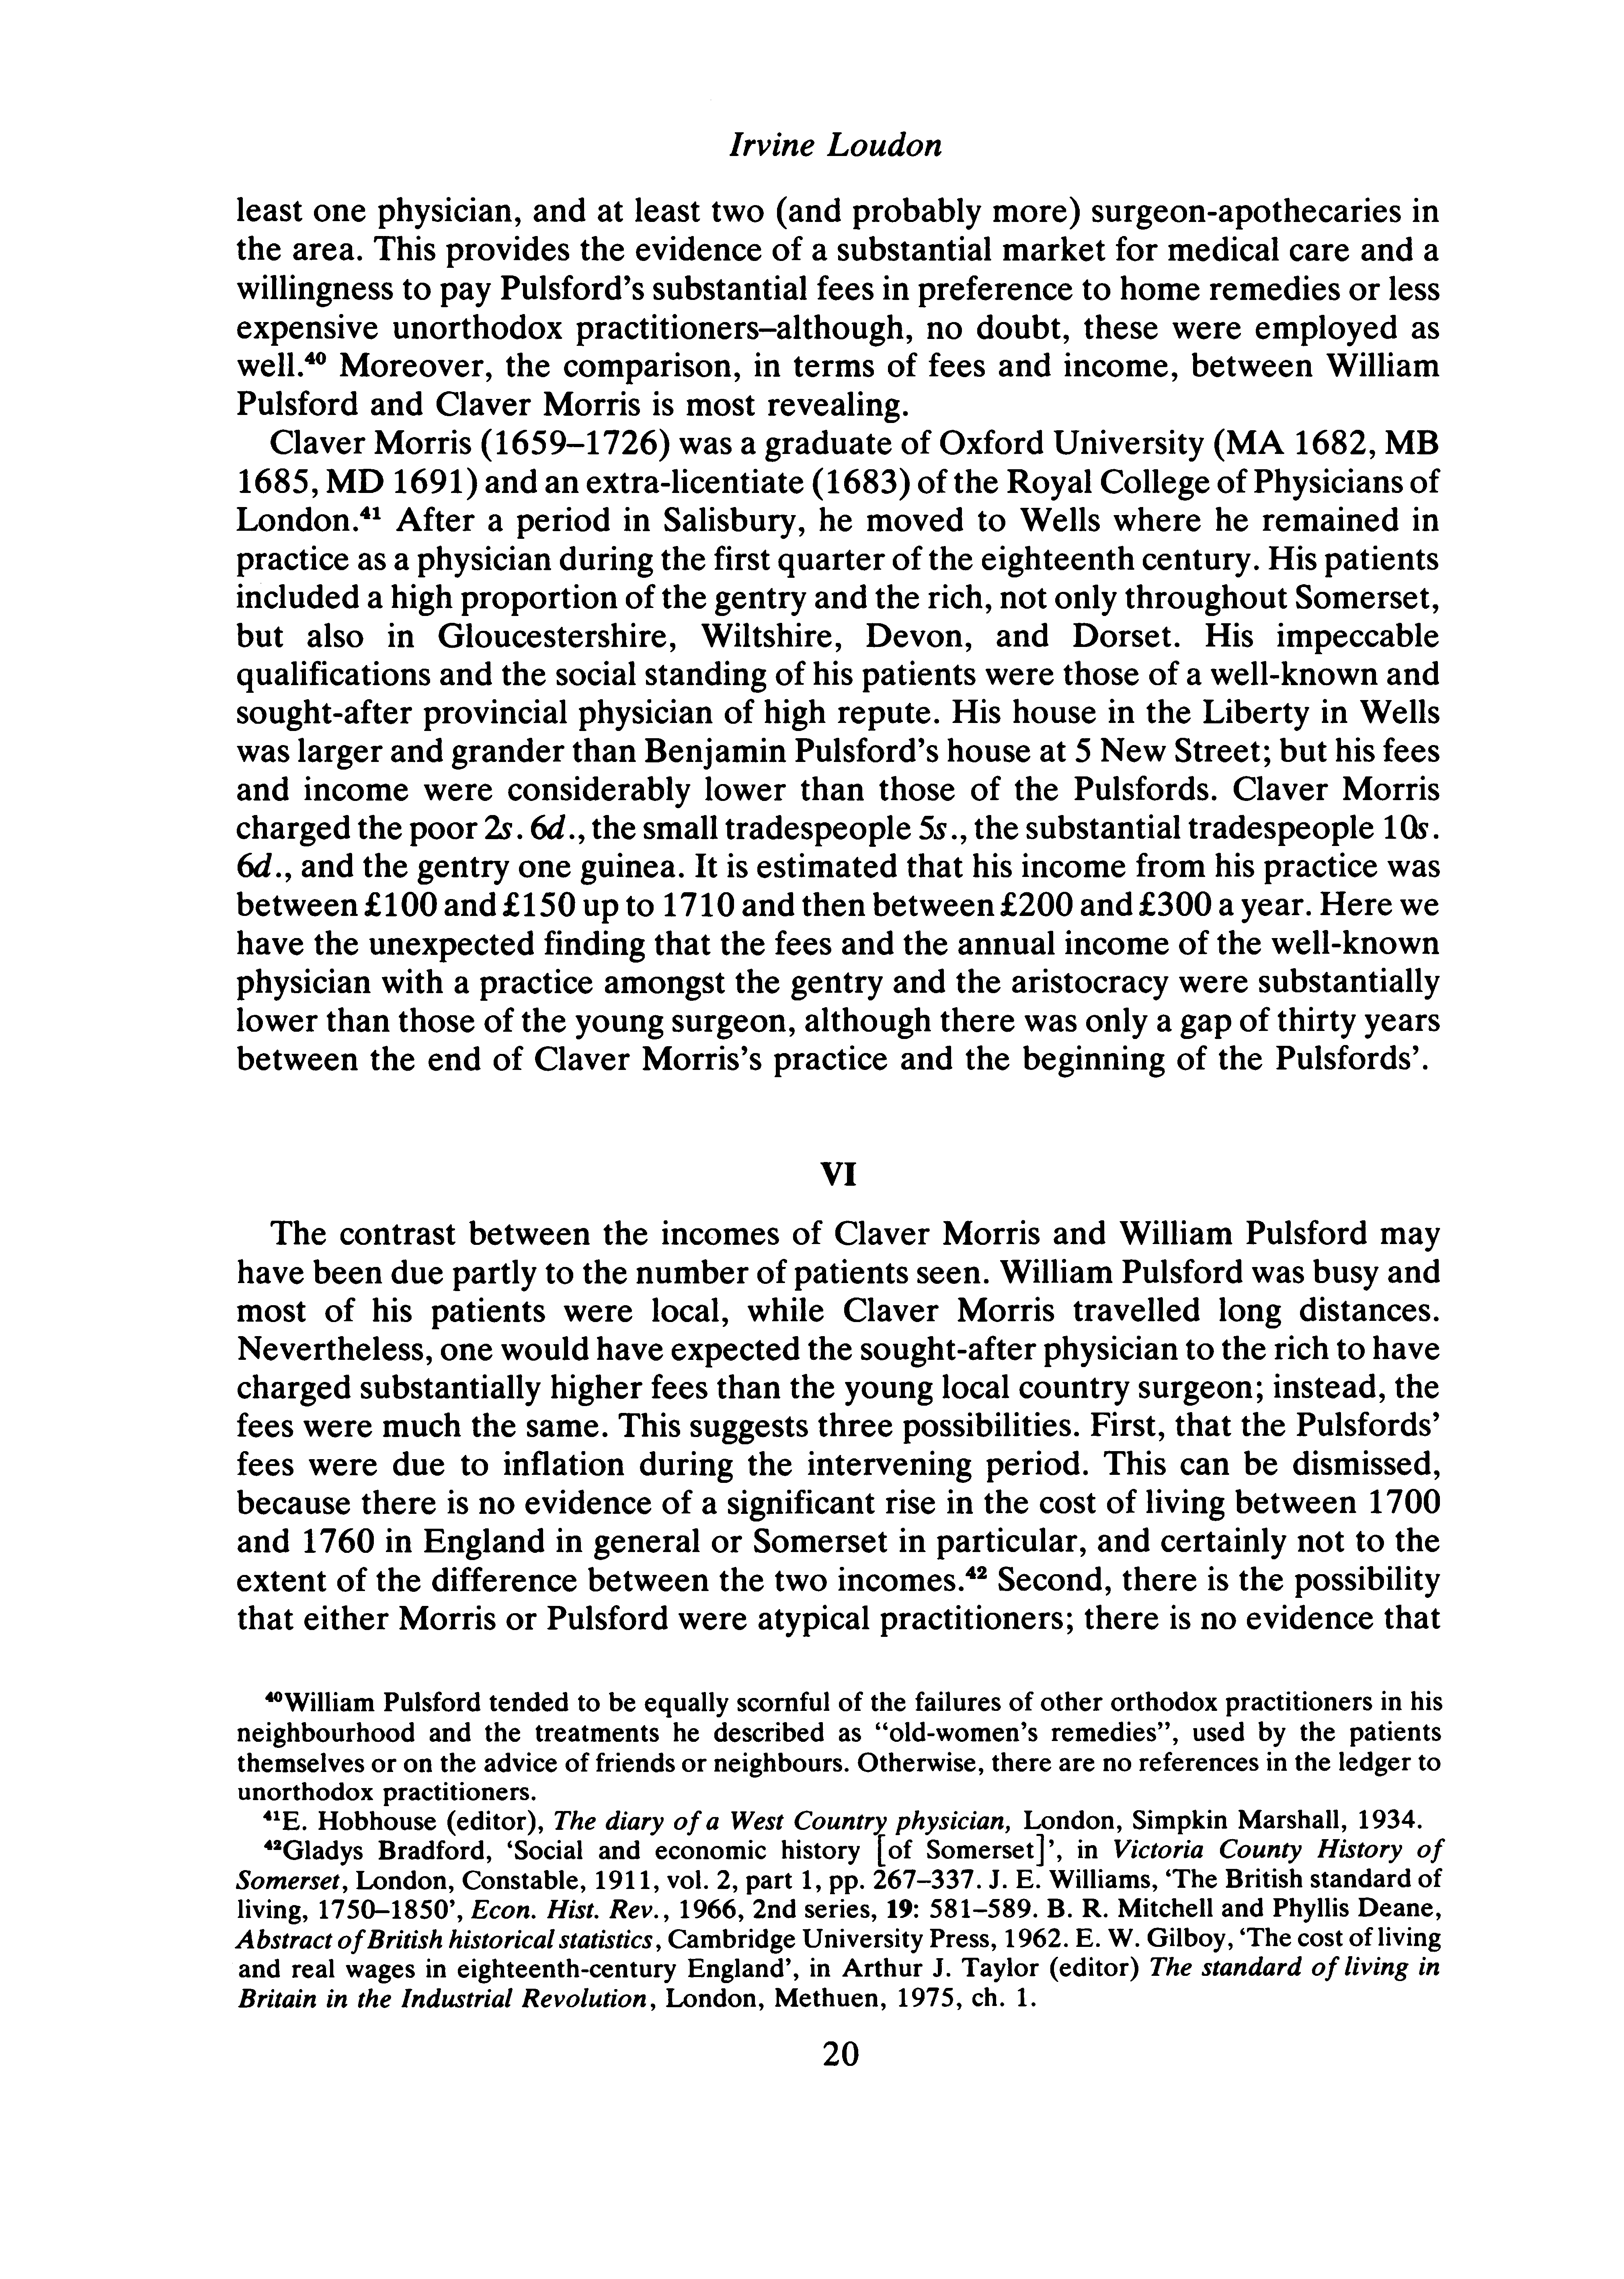 Irvine Loudon
least one physician, and at least two (and probably more) surgeon-apothecaries in
the area. This provides the evidence of a substantial market for medical care and a
willingness to pay Pulsford’s substantial fees in preference to home remedies or less
expensive unorthodox practitioners–although, no doubt, these were employed as
well.⁴⁰ Moreover, the comparison, in terms of fees and income, between William
Pulsford and Claver Morris is most revealing.
Claver Morris (1659–1726) was a graduate of Oxford University (MA 1682, MB
1685, MD 1691) and an extra-licentiate (1683) of the Royal College of Physicians of
London.⁴¹ After a period in Salisbury, he moved to Wells where he remained in
practice as a physician during the first quarter of the eighteenth century. His patients
included a high proportion of the gentry and the rich, not only throughout Somerset,
but also in Gloucestershire, Wiltshire, Devon, and Dorset. His impeccable
qualifications and the social standing of his patients were those of a well-known and
sought-after provincial physician of high repute. His house in the Liberty in Wells
was larger and grander than Benjamin Pulsford’s house at 5 New Street; but his fees
and income were considerably lower than those of the Pulsfords. Claver Morris
charged the poor 2s. 6d., the small tradespeople 5s., the substantial tradespeople 10s.
6d., and the gentry one guinea. It is estimated that his income from his practice was
between £100 and £150 up to 1710 and then between £200 and £300 a year. Here we
have the unexpected finding that the fees and the annual income of the well-known
physician with a practice amongst the gentry and the aristocracy were substantially
lower than those of the young surgeon, although there was only a gap of thirty years
between the end of Claver Morris’s practice and the beginning of the Pulsfords’.
VI
The contrast between the incomes of Claver Morris and William Pulsford may
have been due partly to the number of patients seen. William Pulsford was busy and
most of his patients were local, while Claver Morris travelled long distances.
Nevertheless, one would have expected the sought-after physician to the rich to have
charged substantially higher fees than the young local country surgeon; instead, the
fees were much the same. This suggests three possibilities. First, that the Pulsfords’
fees were due to inflation during the intervening period. This can be dismissed,
because there is no evidence of a significant rise in the cost of living between 1700
and 1760 in England in general or Somerset in particular, and certainly not to the
extent of the difference between the two incomes.⁴² Second, there is the possibility
that either Morris or Pulsford were atypical practitioners; there is no evidence that
⁴⁰William Pulsford tended to be equally scornful of the failures of other orthodox practitioners in his
neighbourhood and the treatments he described as “old-women’s remedies”, used by the patients
themselves or on the advice of friends or neighbours. Otherwise, there are no references in the ledger to
unorthodox practitioners.
⁴¹E. Hobhouse (editor), The diary of a West Country physician, London, Simpkin Marshall, 1934.
⁴²Gladys Bradford, ‘Social and economic history [of Somerset]’, in Victoria County History of
Somerset, London, Constable, 1911, vol. 2, part 1, pp. 267–337. J. E. Williams, ‘The British standard of
living, 1750–1850’, Econ. Hist. Rev., 1966, 2nd series, 19: 581–589. B. R. Mitchell and Phyllis Deane,
Abstract of British historical statistics, Cambridge University Press, 1962. E. W. Gilboy, ‘The cost of living
and real wages in eighteenth-century England’, in Arthur J. Taylor (editor) The standard of living in
Britain in the Industrial Revolution, London, Methuen, 1975, ch. 1.
20